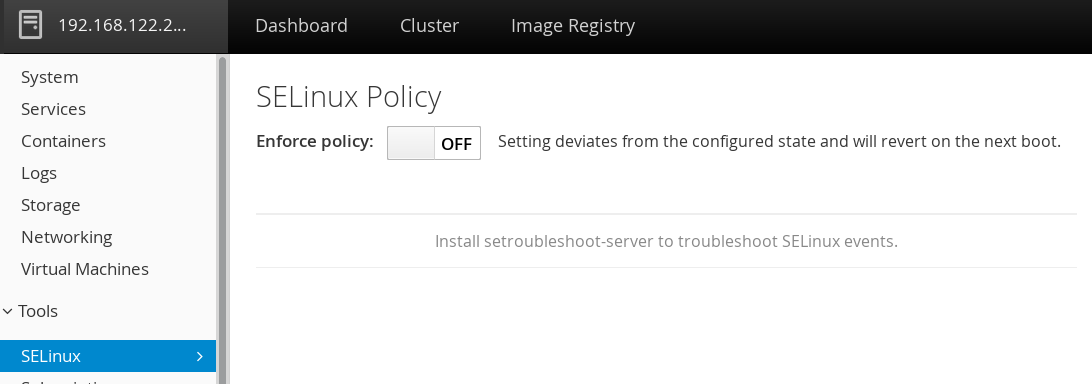 192.168.122.2...
Dashboard
Cluster
Image Registry
System
Services
Containers
Logs
Storage
Networking
Virtual Machines
Tools
SELinux
SELinux Policy
Enforce policy: OFF Setting deviates from the configured state and will revert on the next boot.
Install setroubleshoot-server to troubleshoot SELinux events.